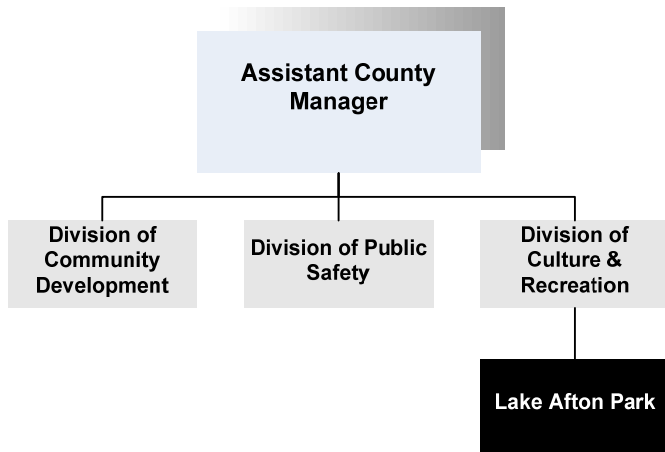 Assistant County
Manager
Division of
Community
Development
Division of Public
Safety
Division of
Culture &
Recreation
Lake Afton Park